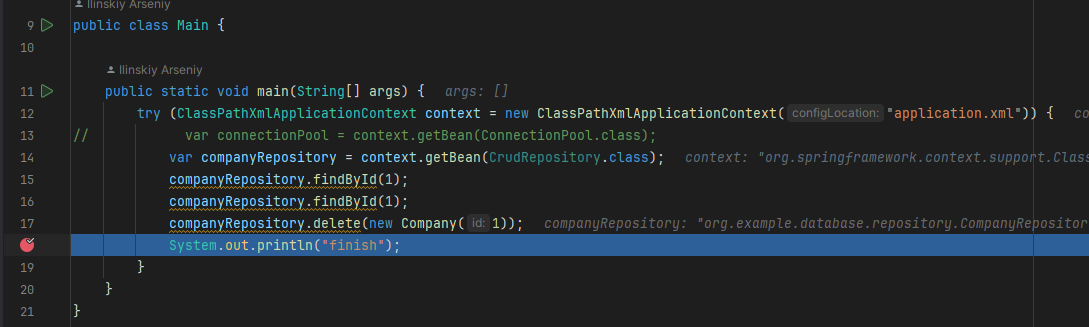 Ilinskiy Arseniy
9 public class Main {
10
Ilinskiy Arseniy
11 public static void main(String[] args) { args: []
12 try (ClassPathXmlApplicationContext context = new ClassPathXmlApplicationContext( configLocation: "application.xml")) { co
13 // var connectionPool = context.getBean(ConnectionPool.class);
14 var companyRepository = context.getBean(CrudRepository.class); context: "org.springframework.context.support.Class
15 companyRepository.findById(1);
16 companyRepository.findById(1);
17 companyRepository.delete(new Company( id: 1)); companyRepository: "org.example.database.repository.CompanyRepositor
System.out.println("finish");
19 }
20 }
21 }